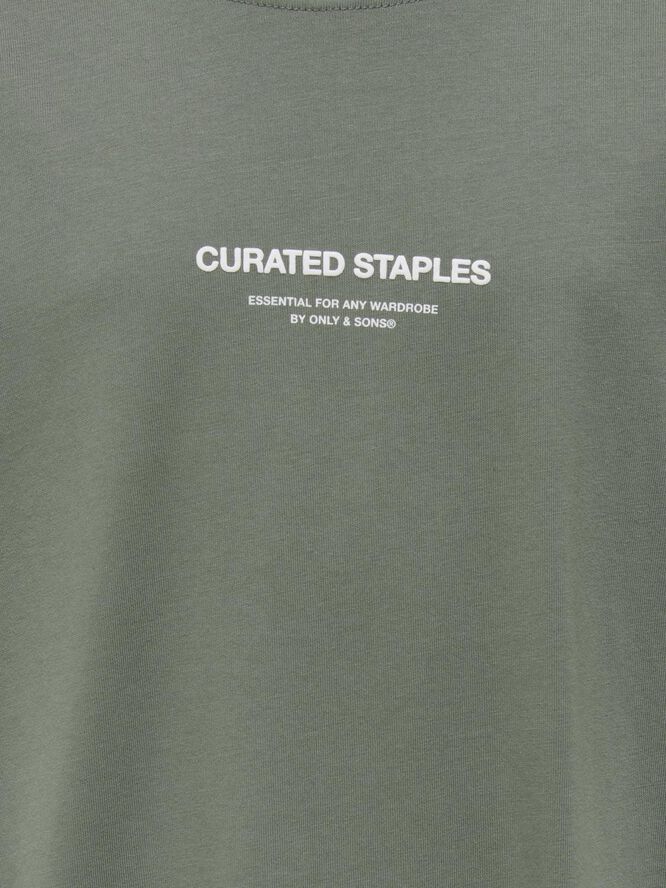 CURATED STAPLES
ESSENTIAL FOR ANY WARDROBE
BY ONLY & SONS®